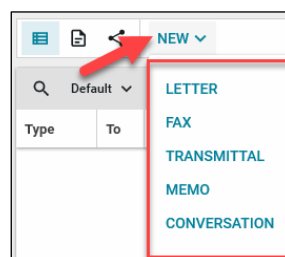 NEW
Default
LETTER
Type To
FAX
TRANSMITTAL
MEMO
CONVERSATION